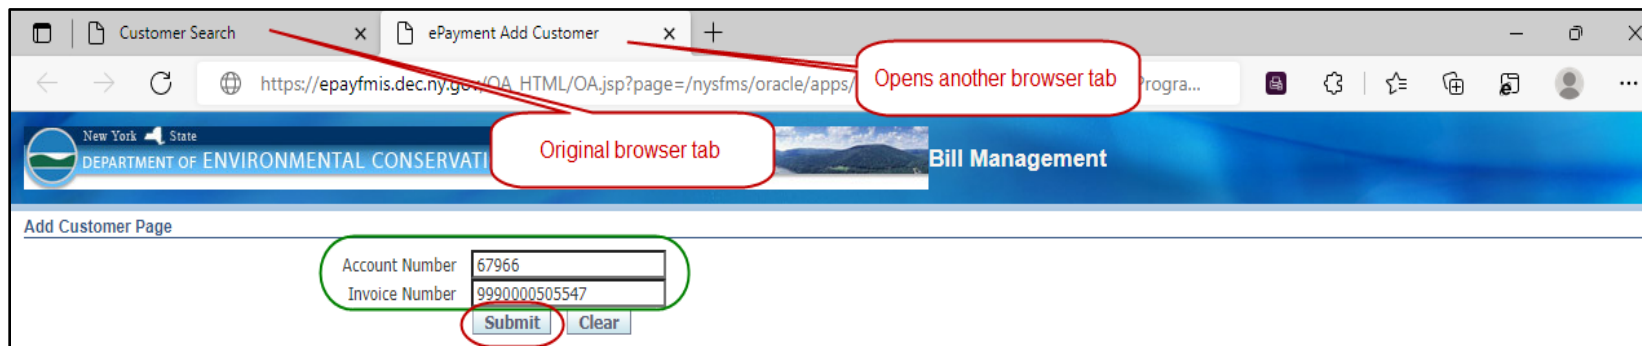 Customer Search
ePayment Add Customer
https://epayfmis.dec.ny.gov/OA_HTML/OA.jsp?page=/nysfms/oracle/apps/
Progra...
Opens another browser tab
New York State
DEPARTMENT OF ENVIRONMENTAL CONSERVATI
Original browser tab
Bill Management
Add Customer Page
Account Number 67966
Invoice Number 9990000505547
Submit Clear